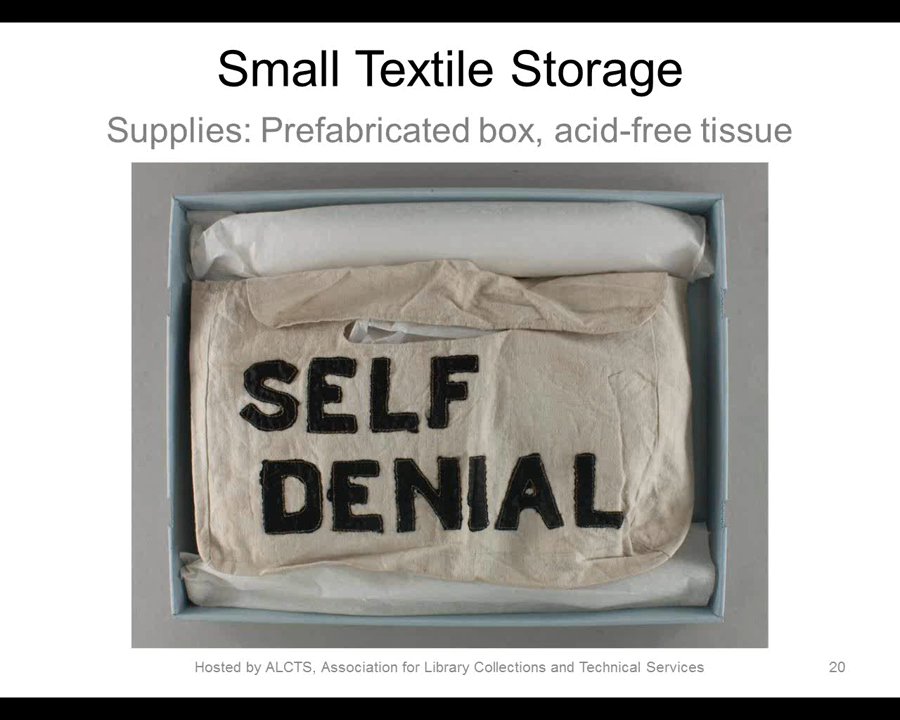 Small Textile Storage
Supplies: Prefabricated box, acid-free tissue
SELF
DENIAL
Hosted by ALCTS, Association for Library Collections and Technical Services
20